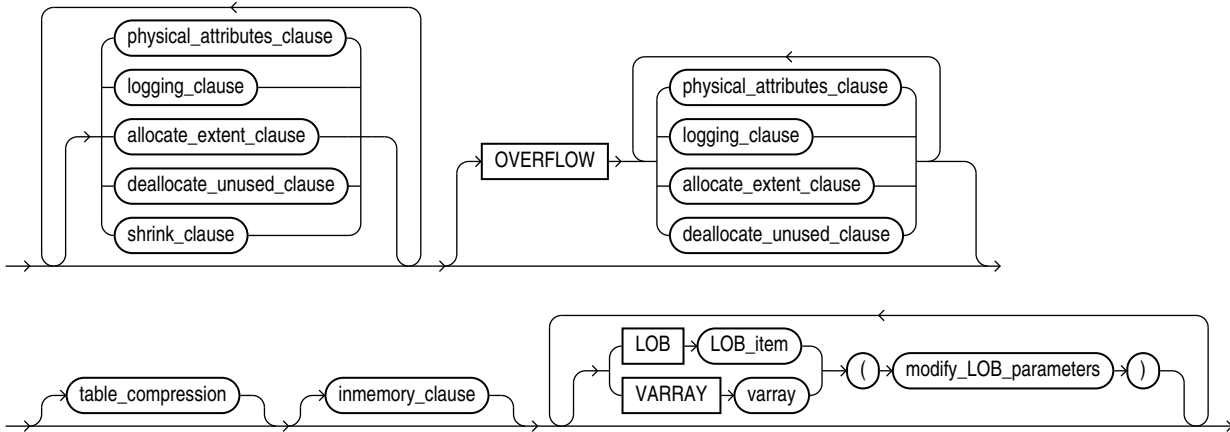 physical_attributes_clause
logging_clause
allocate_extent_clause
deallocate_unused_clause
shrink_clause
OVERFLOW
physical_attributes_clause
logging_clause
allocate_extent_clause
deallocate_unused_clause
table_compression
inmemory_clause
LOB LOB_item
VARRAY varray
( modify_LOB_parameters )